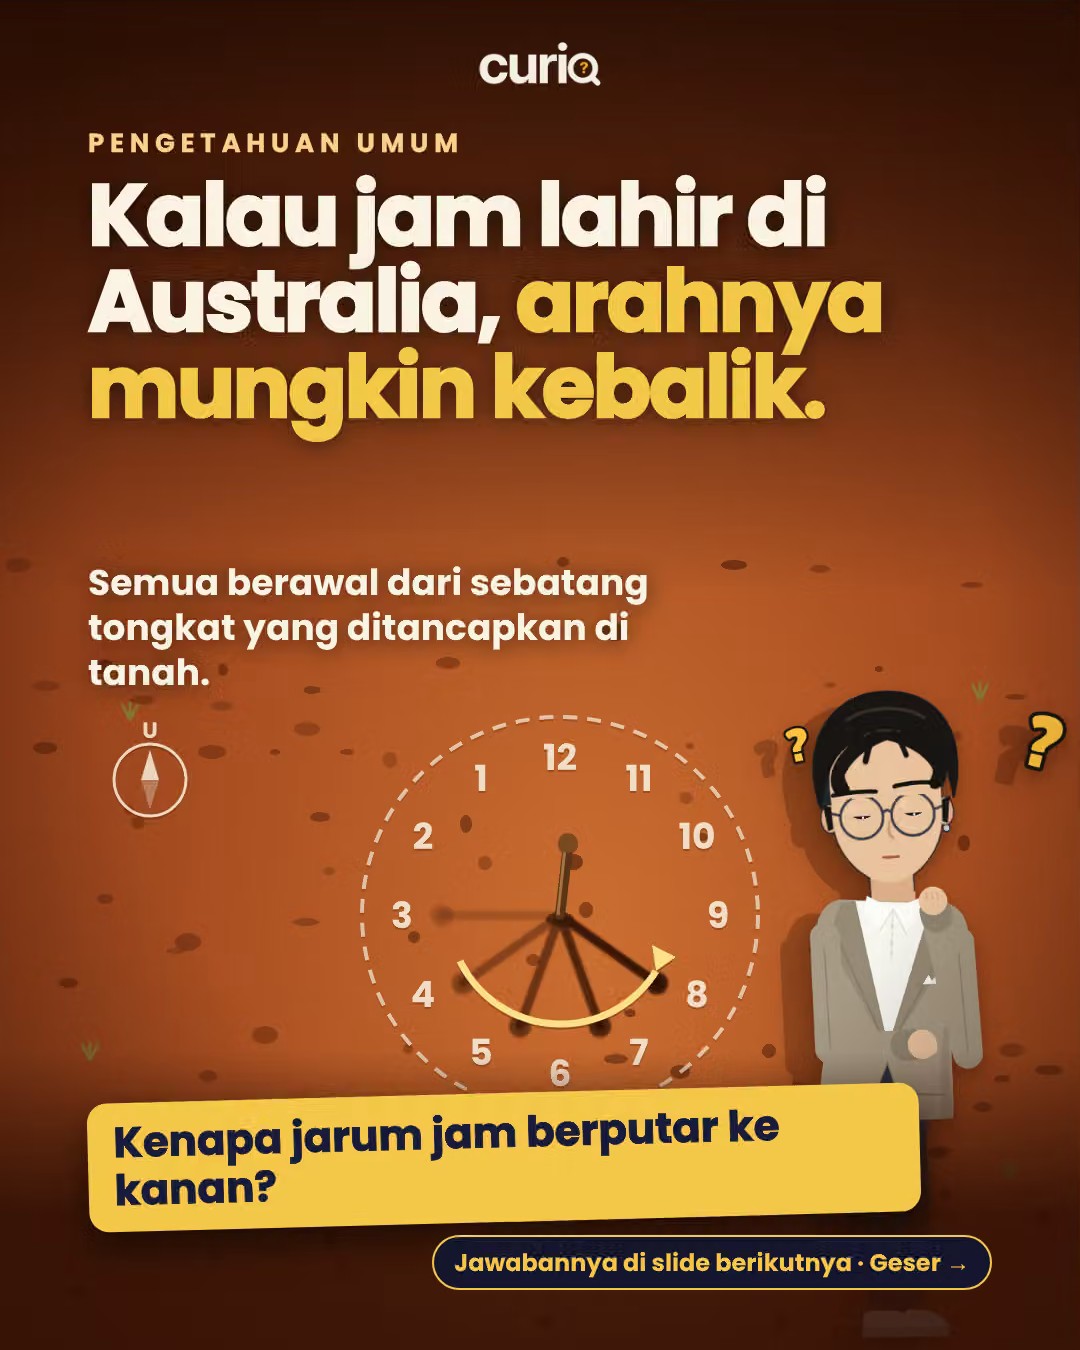 curio?
PENGETAHUAN UMUM
Kalau jam lahir di
Australia, arahnya
mungkin kebalik.
Semua berawal dari sebatang
tongkat yang ditancapkan di
tanah.
U
12
1
11
2
10
3
9
4
8
5
7
6
?
?
Kenapa jarum jam berputar ke
kanan?
Jawabannya di slide berikutnya · Geser →